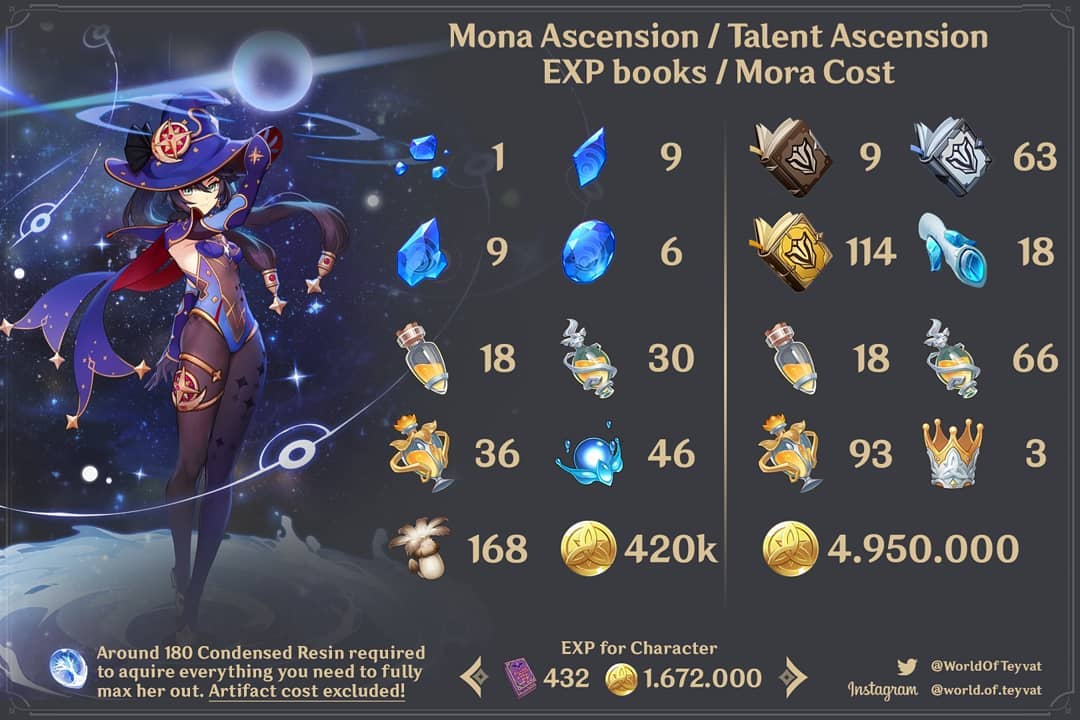 Mona Ascension / Talent Ascension
EXP books / Mora Cost
1 9 9 63
9 6 114 18
18 30 18 66
36 46 93 3
168 420k 4.950.000
Around 180 Condensed Resin required
to aquire everything you need to fully
max her out. Artifact cost excluded!
EXP for Character
432 1.672.000
@WorldOfTeyvat
Instagram @world.of.teyvat